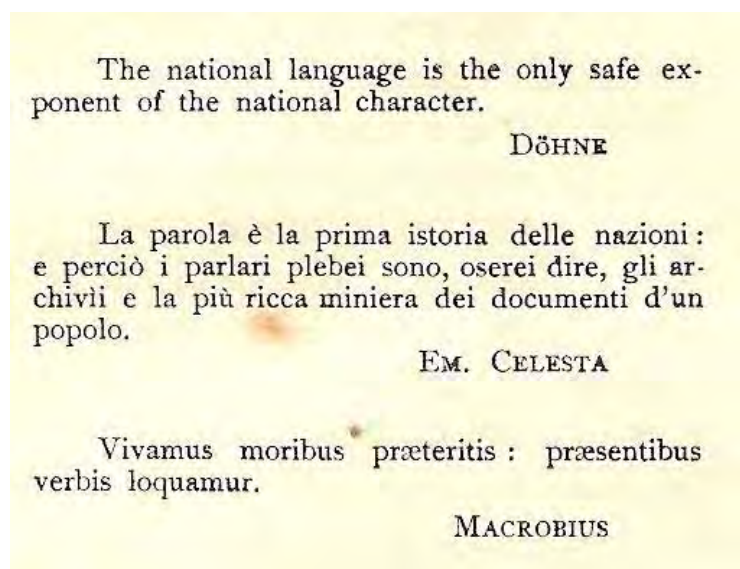 The national language is the only safe ex-
ponent of the national character.
DÖHNE
La parola è la prima istoria delle nazioni :
e perciò i parlari plebei sono, oserei dire, gli ar-
chivìi e la più ricca miniera dei documenti d'un
popolo.
EM. CELESTA
Vivamus moribus præteritis : præsentibus
verbis loquamur.
MACROBIUS